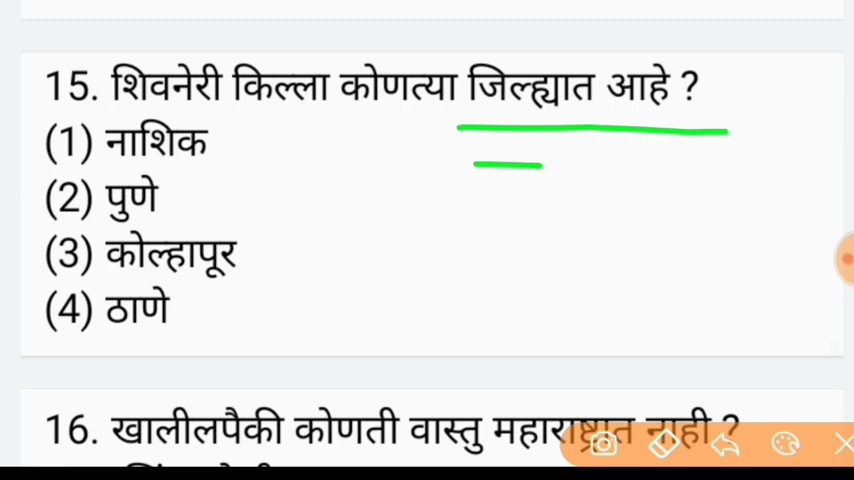 15. शिवनेरी किल्ला कोणत्या जिल्ह्यात आहे ?
(1) नाशिक
(2) पुणे
(3) कोल्हापूर
(4) ठाणे
16. खालीलपैकी कोणती वास्तु महाराष्ट्रात नाही ?